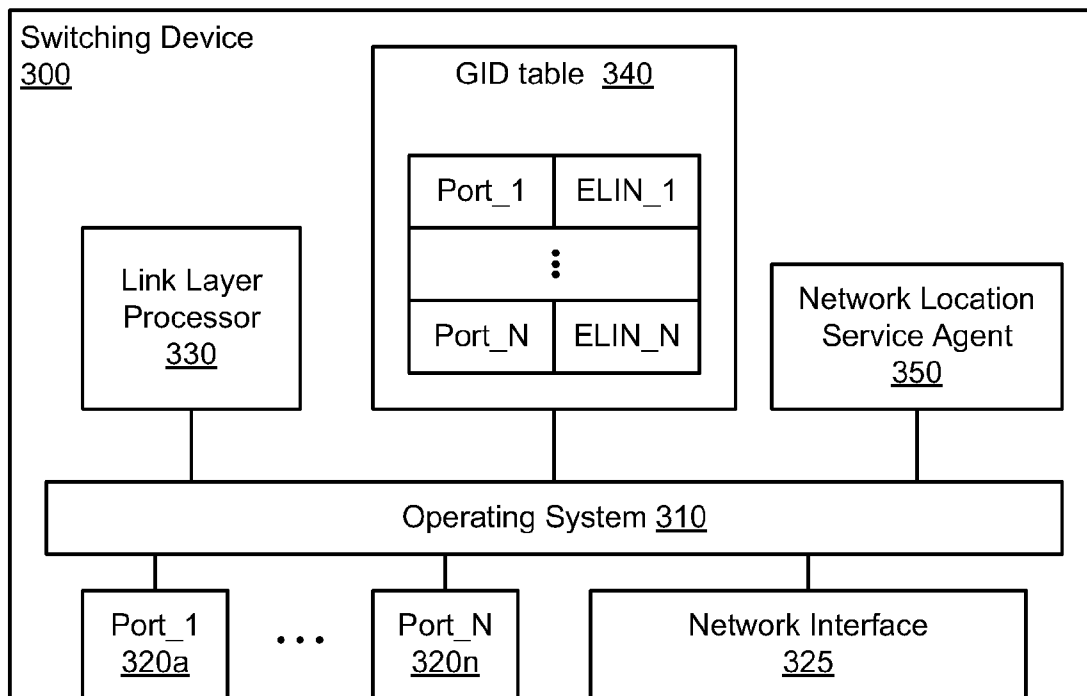 Switching Device
300
GID table 340
Port_1 ELIN_1
Port_N ELIN_N
Link Layer
Processor
330
Network Location
Service Agent
350
Operating System 310
Port_1
320a
Port_N
320n
Network Interface
325